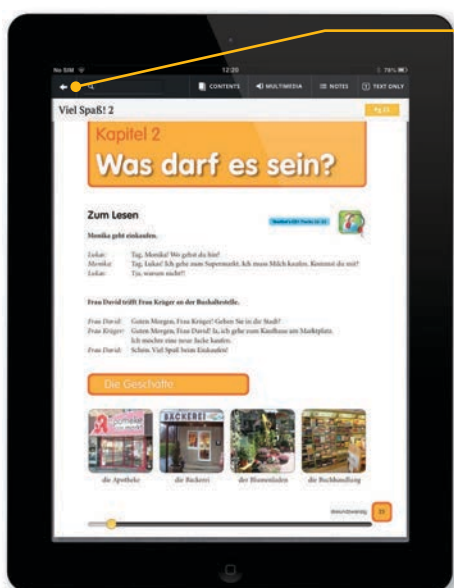 No SIM
12:20
78%
CONTENTS
MULTIMEDIA
NOTES
TEXT ONLY
Viel Spaß! 2
Pg 23
Kapitel 2
Was darf es sein?
Zum Lesen
Monika geht einkaufen.
Lukas: Tag, Monika! Wo gehst du hin?
Monika: Tag, Lukas! Ich gehe zum Supermarkt. Ich muss Milch kaufen. Kommst du mit?
Lukas: Tja, warum nicht?!
Frau David trifft Frau Krüger an der Bushaltestelle.
Frau David: Guten Morgen, Frau Krüger! Gehen Sie in die Stadt?
Frau Krüger: Guten Morgen, Frau David! Ja, ich gehe zum Kaufhaus am Marktplatz.
Ich möchte eine neue Jacke kaufen.
Frau David: Schön. Viel Spaß beim Einkaufen!
Die Geschäfte
apotheke
BÄCKEREI
die Apotheke
die Bäckerei
der Blumenladen
die Buchhandlung
23